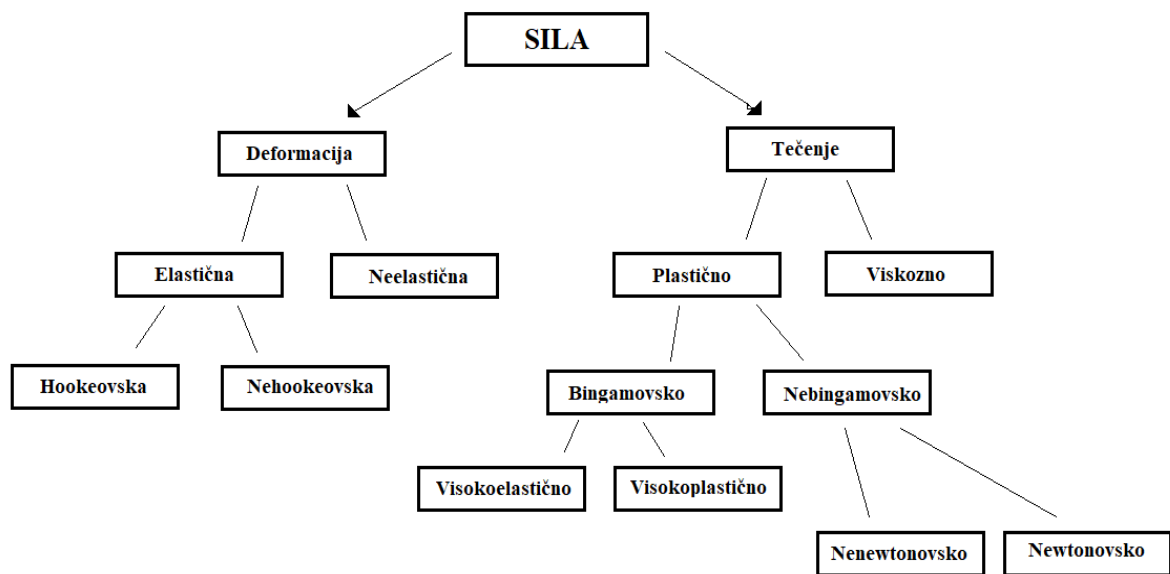 SILA
Deformacija
Tečenje
Elastična
Neelastična
Plastično
Viskozno
Hookeovska
Nehookeovska
Bingamovsko
Nebingamovsko
Visokoelastično
Visokoplastično
Nenewtonovsko
Newtonovsko